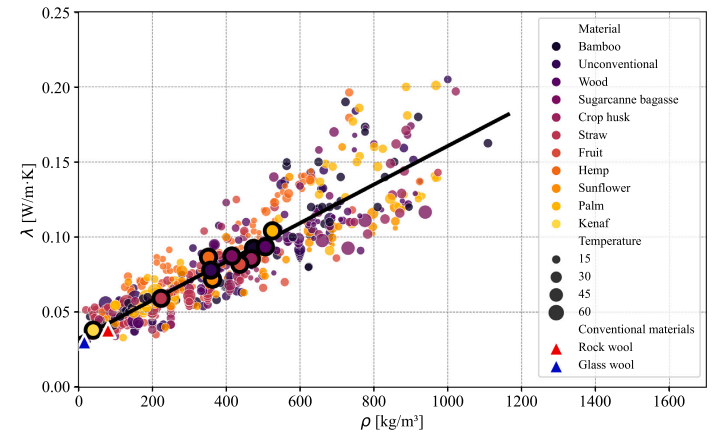 0.25
0.20
0.15
0.10
0.05
0.00
λ [W/m·K]
0
200
400
600
800
1000
1200
1400
1600
ρ [kg/m³]
Material
Bamboo
Unconventional
Wood
Sugarcanne bagasse
Crop husk
Straw
Fruit
Hemp
Sunflower
Palm
Kenaf
Temperature
15
30
45
60
Conventional materials
Rock wool
Glass wool